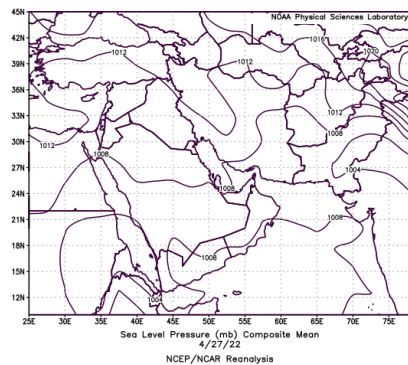 NOAA Physical Sciences Laboratory
45N
42N
39N
36N
33N
30N
27N
24N
21N
18N
15N
12N
1016
1020
1012
1012
1012
1008
1012
1008
1004
1008
1008
1008
1004
25E 30E 35E 40E 45E 50E 55E 60E 65E 70E 75E
Sea Level Pressure (mb) Composite Mean
4/27/22
NCEP/NCAR Reanalysis